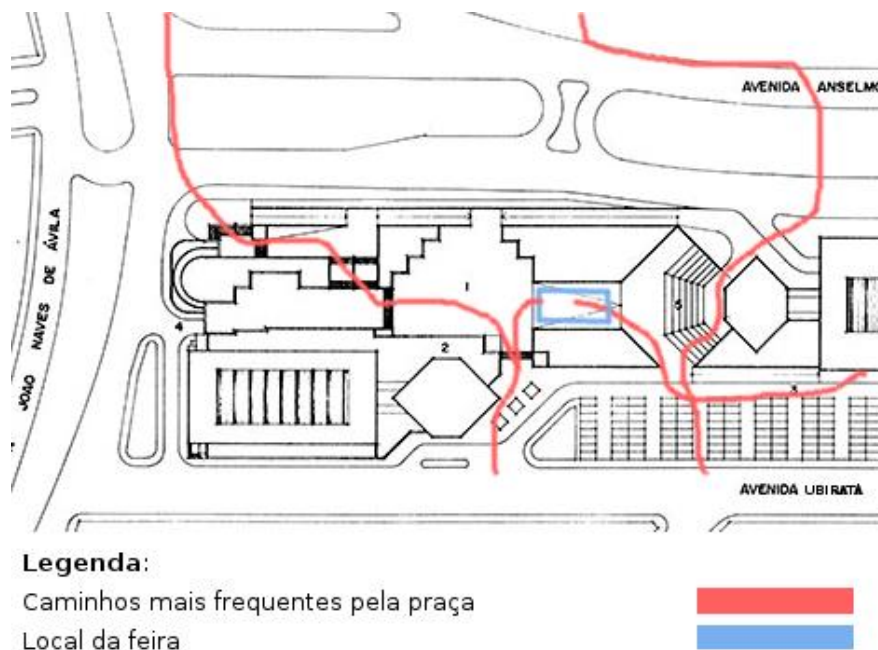 AVENIDA ANSELMO
JOÃO NAVES DE ÁVILA
1
5
4
2
3
AVENIDA UBIRATÃ
Legenda:
Caminhos mais frequentes pela praça
Local da feira